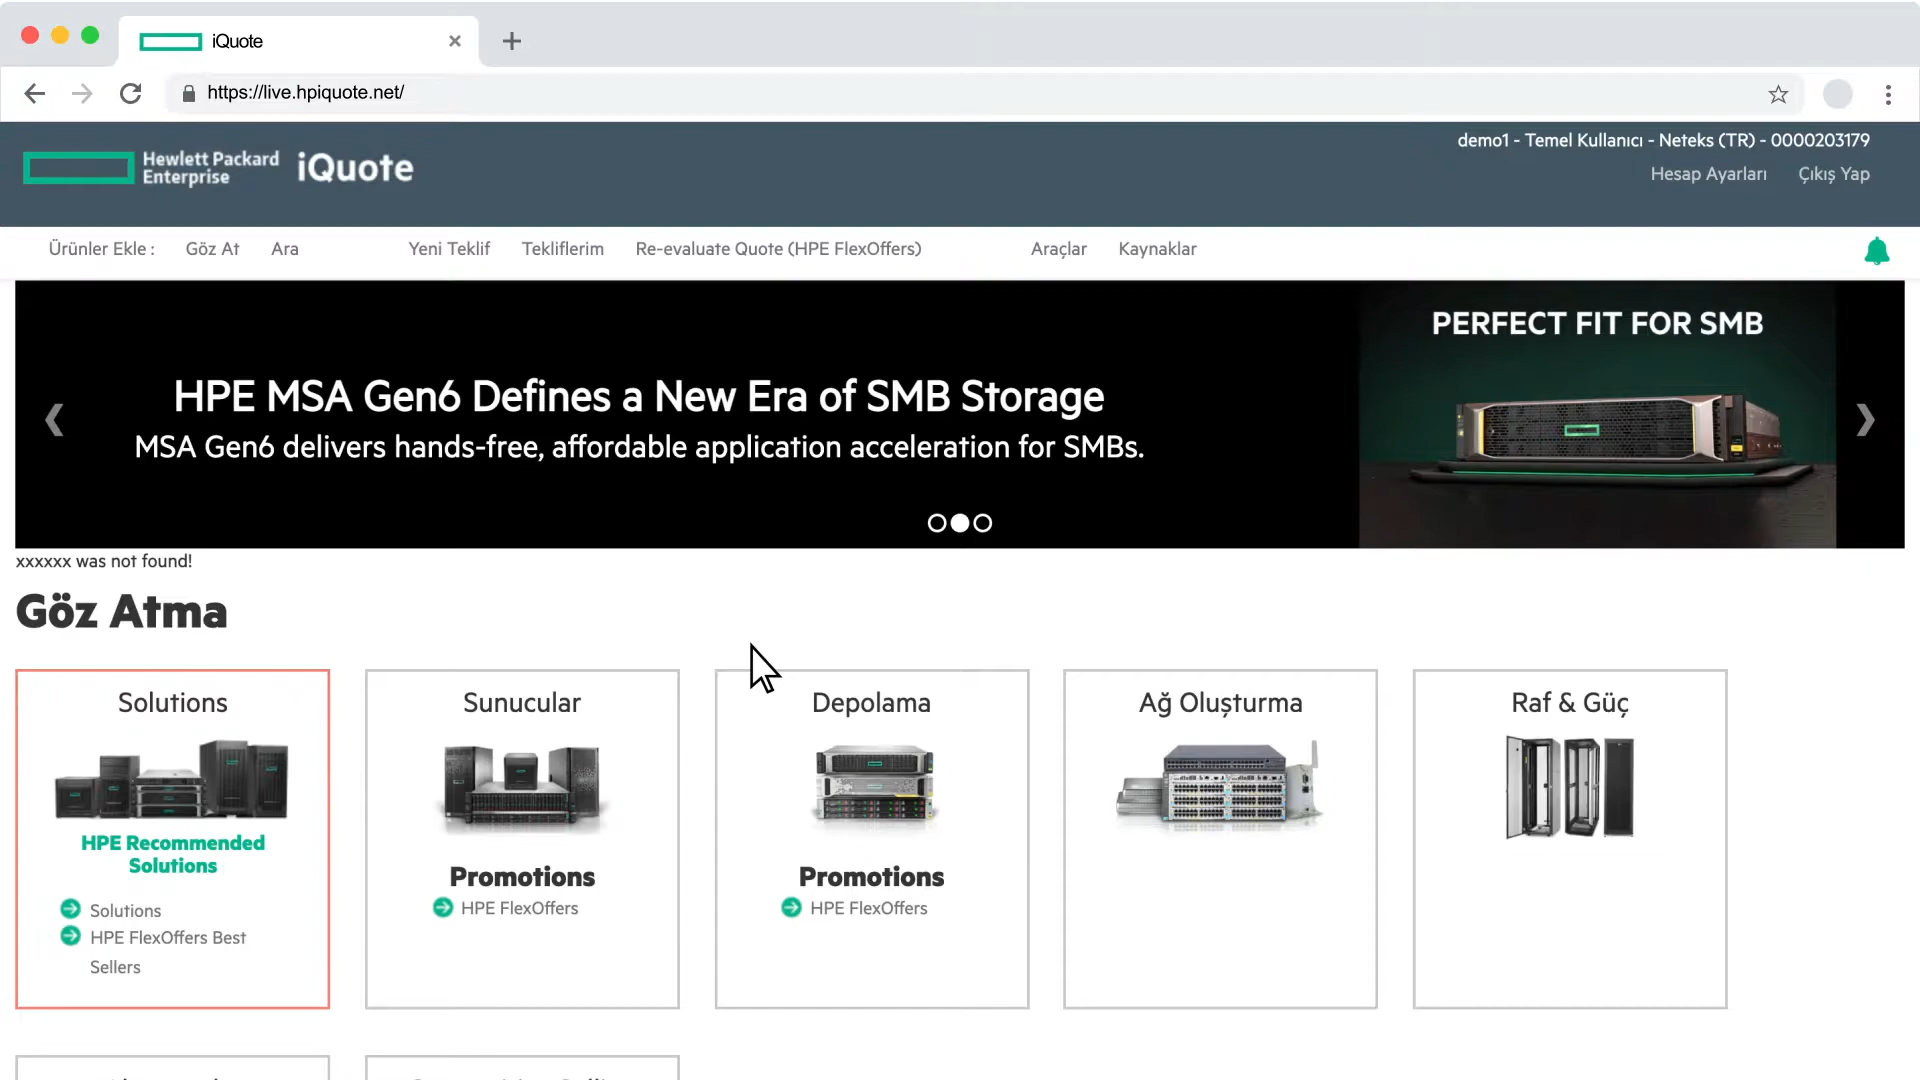 iQuote
https://live.hpiquote.net/
demo1 - Temel Kullanıcı - Neteks (TR) - 0000203179
Hewlett Packard
Enterprise
iQuote
Hesap Ayarları Çıkış Yap
Ürünler Ekle : Göz At Ara Yeni Teklif Tekliflerim Re-evaluate Quote (HPE FlexOffers) Araçlar Kaynaklar
PERFECT FIT FOR SMB
HPE MSA Gen6 Defines a New Era of SMB Storage
MSA Gen6 delivers hands-free, affordable application acceleration for SMBs.
xxxxxx was not found!
Göz Atma
Solutions
HPE Recommended
Solutions
Solutions
HPE FlexOffers Best
Sellers
Sunucular
Promotions
HPE FlexOffers
Depolama
Promotions
HPE FlexOffers
Ağ Oluşturma
Raf & Güç